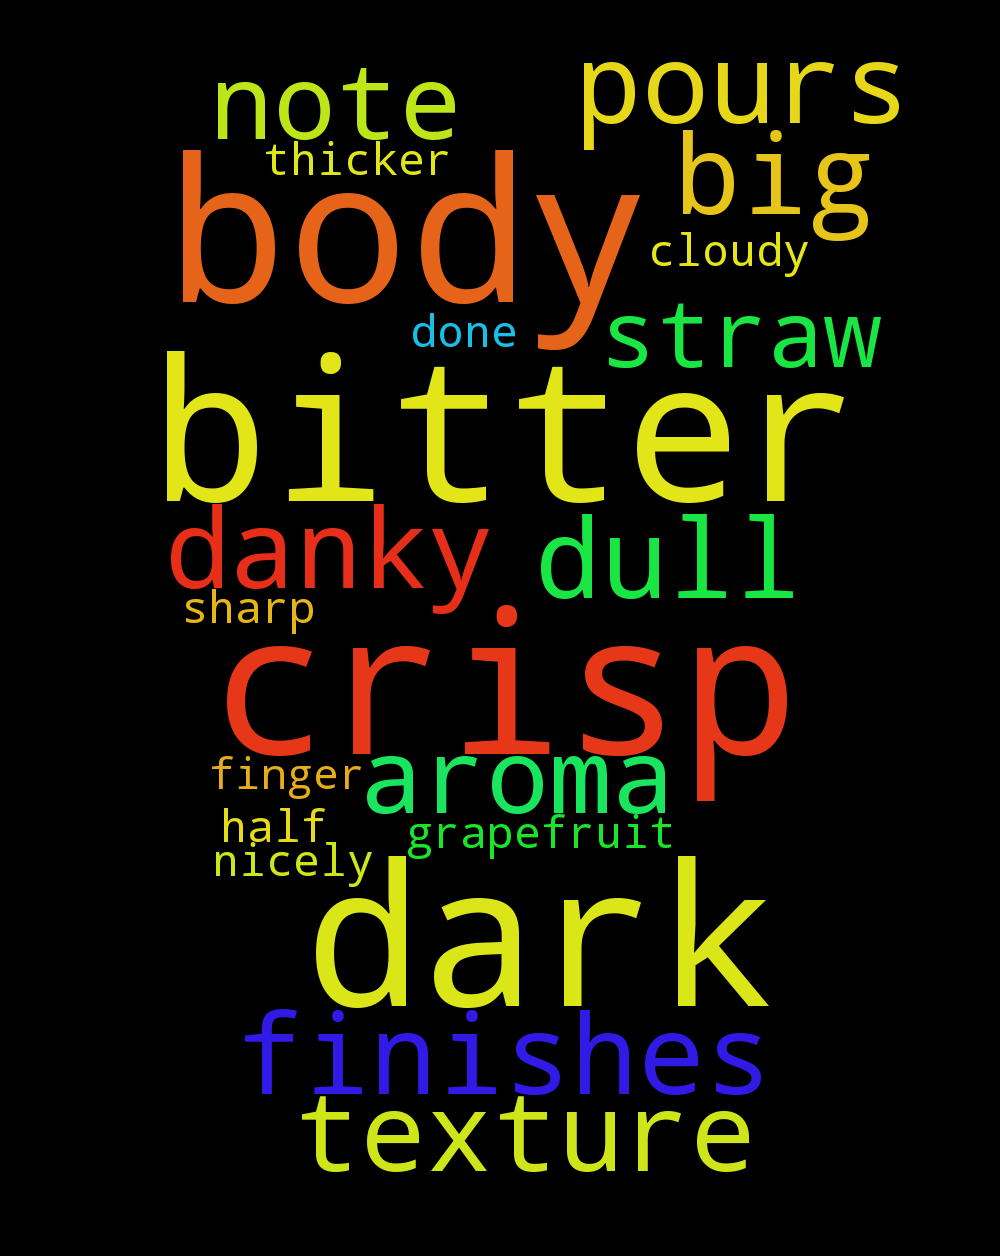 note pours
thicker big
body cloudy
done straw
bitter
danky dull
sharp
crisp
finger aroma
half grapefruit
nicely
dark
finishes
texture